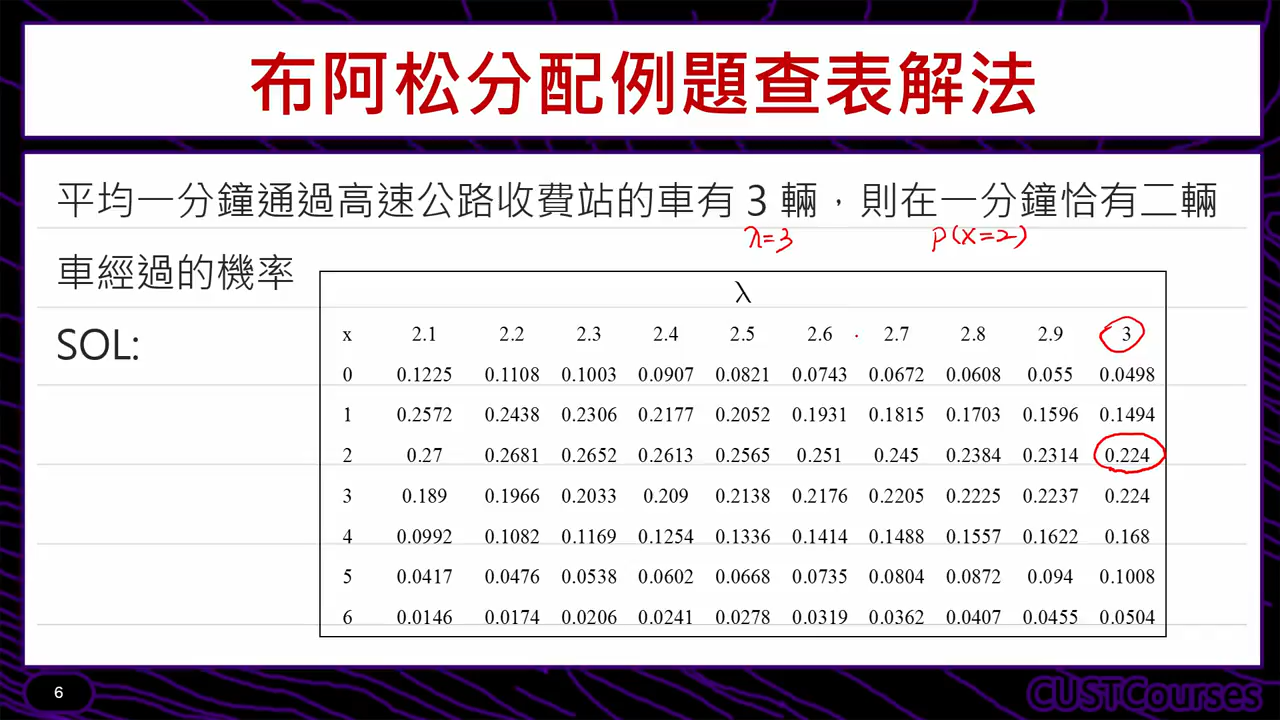 布阿松分配例題查表解法
平均一分鐘通過高速公路收費站的車有 3 輛，則在一分鐘恰有二輛
λ=3 P(X=2)
車經過的機率
SOL:
λ
x 2.1 2.2 2.3 2.4 2.5 2.6 2.7 2.8 2.9 3
0 0.1225 0.1108 0.1003 0.0907 0.0821 0.0743 0.0672 0.0608 0.055 0.0498
1 0.2572 0.2438 0.2306 0.2177 0.2052 0.1931 0.1815 0.1703 0.1596 0.1494
2 0.27 0.2681 0.2652 0.2613 0.2565 0.251 0.245 0.2384 0.2314 0.224
3 0.189 0.1966 0.2033 0.209 0.2138 0.2176 0.2205 0.2225 0.2237 0.224
4 0.0992 0.1082 0.1169 0.1254 0.1336 0.1414 0.1488 0.1557 0.1622 0.168
5 0.0417 0.0476 0.0538 0.0602 0.0668 0.0735 0.0804 0.0872 0.094 0.1008
6 0.0146 0.0174 0.0206 0.0241 0.0278 0.0319 0.0362 0.0407 0.0455 0.0504
6
CUSTCourses